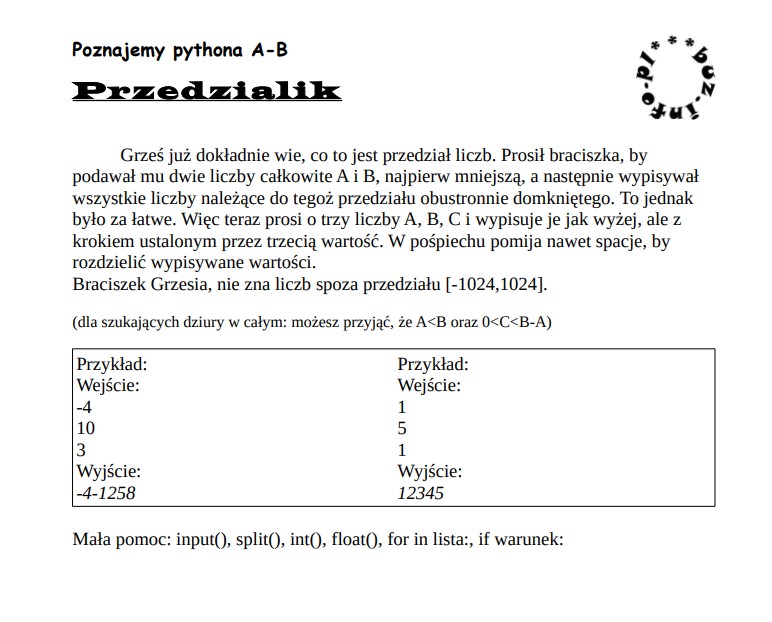 Poznajemy pythona A-B
***buz.info.pl
Przedzialik
Grześ już dokładnie wie, co to jest przedział liczb. Prosił braciszka, by
podawał mu dwie liczby całkowite A i B, najpierw mniejszą, a następnie wypisywał
wszystkie liczby należące do tegoż przedziału obustronnie domkniętego. To jednak
było za łatwe. Więc teraz prosi o trzy liczby A, B, C i wypisuje je jak wyżej, ale z
krokiem ustalonym przez trzecią wartość. W pośpiechu pomija nawet spacje, by
rozdzielić wypisywane wartości.
Braciszek Grzesia, nie zna liczb spoza przedziału [-1024,1024].
(dla szukających dziury w całym: możesz przyjąć, że A<B oraz 0<C<B-A)
Przykład:
Wejście:
-4
10
3
Wyjście:
-4-1258
Przykład:
Wejście:
1
5
1
Wyjście:
12345
Mała pomoc: input(), split(), int(), float(), for in lista:, if warunek: